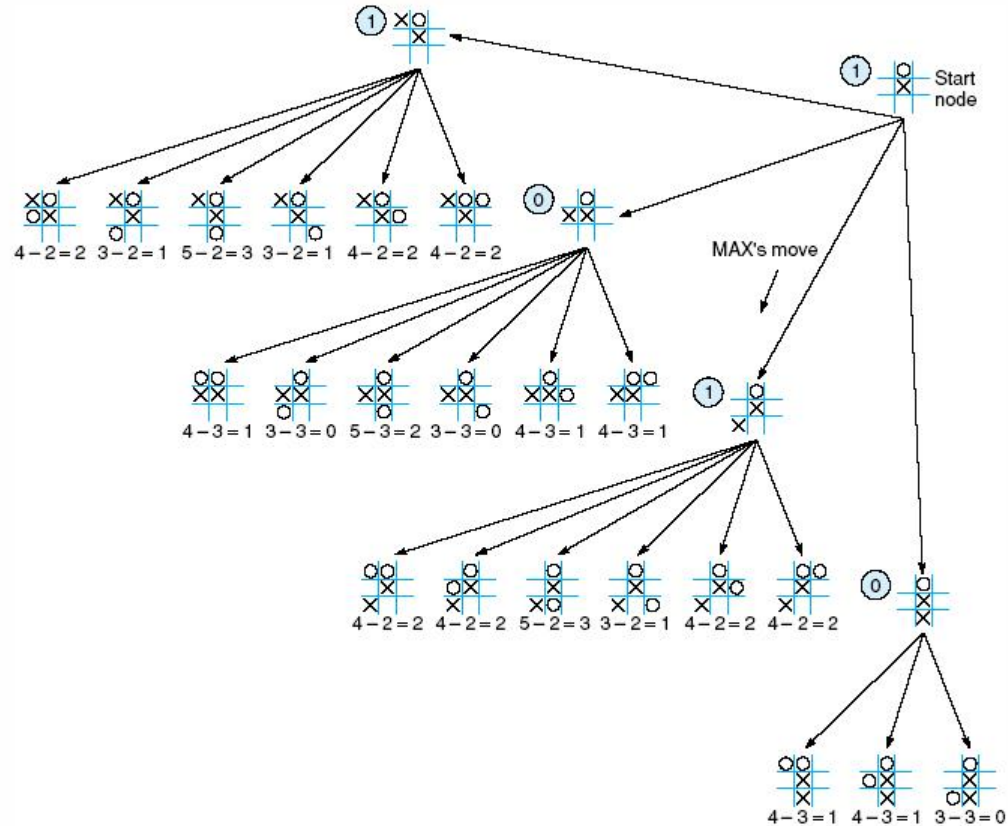 1
1
Start
node
4 – 2 = 2 3 – 2 = 1 5 – 2 = 3 3 – 2 = 1 4 – 2 = 2 4 – 2 = 2
0
MAX's move
4 – 3 = 1 3 – 3 = 0 5 – 3 = 2 3 – 3 = 0 4 – 3 = 1 4 – 3 = 1
1
4 – 2 = 2 4 – 2 = 2 5 – 2 = 3 3 – 2 = 1 4 – 2 = 2 4 – 2 = 2
0
4 – 3 = 1 4 – 3 = 1 3 – 3 = 0